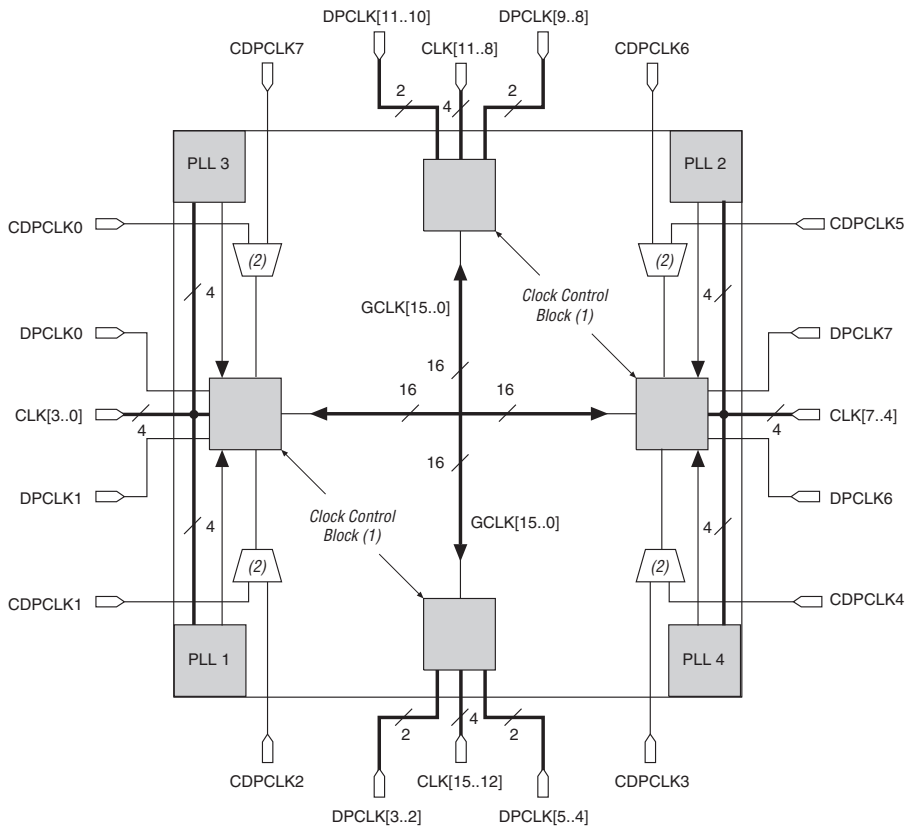 DPCLK[11..10]
DPCLK[9..8]
CDPCLK7
CLK[11..8]
CDPCLK6
2
4
2
PLL 3
PLL 2
CDPCLK0
CDPCLK5
(2)
(2)
4
4
Clock Control
Block (1)
GCLK[15..0]
DPCLK0
DPCLK7
16
16
16
CLK[3..0]
4
CLK[7..4]
4
16
DPCLK1
DPCLK6
4
Clock Control
Block (1)
GCLK[15..0]
4
(2)
(2)
CDPCLK1
CDPCLK4
PLL 1
PLL 4
2
4
2
CDPCLK2
CLK[15..12]
CDPCLK3
DPCLK[3..2]
DPCLK[5..4]